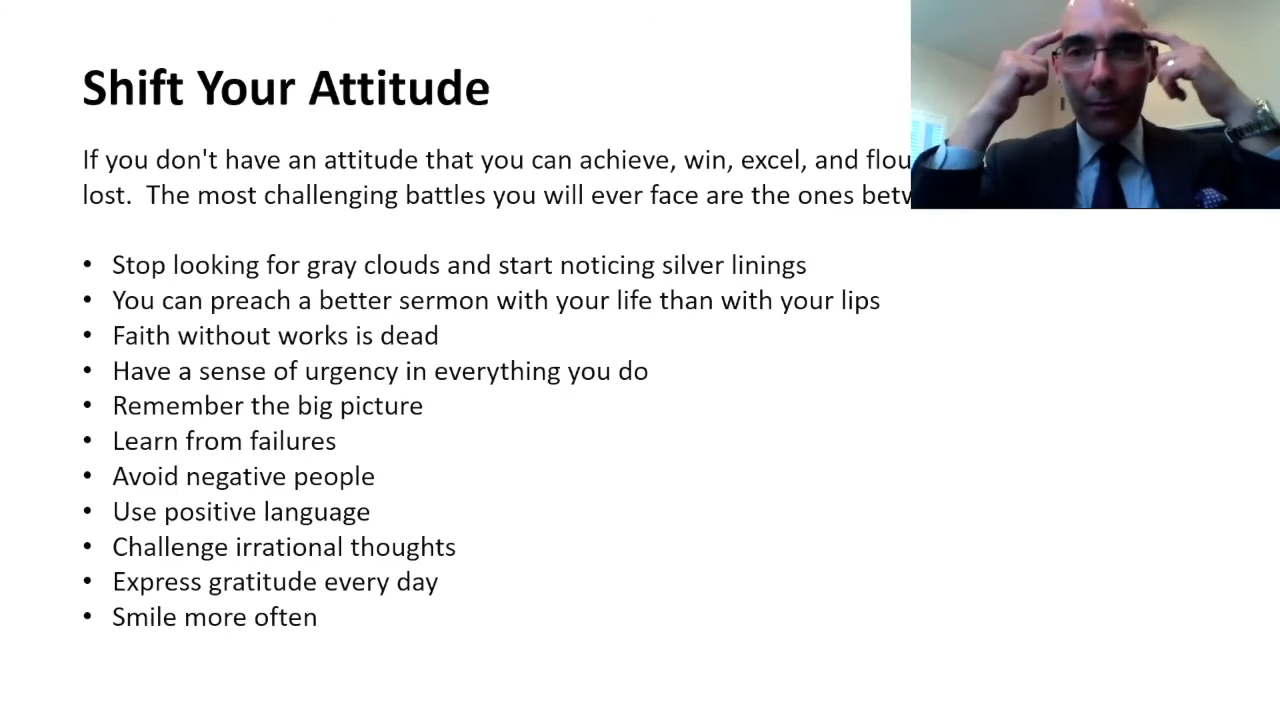 Shift Your Attitude
If you don't have an attitude that you can achieve, win, excel, and
lost.  The most challenging battles you will ever face are the ones
• Stop looking for gray clouds and start noticing silver linings
• You can preach a better sermon with your life than with your lips
• Faith without works is dead
• Have a sense of urgency in everything you do
• Remember the big picture
• Learn from failures
• Avoid negative people
• Use positive language
• Challenge irrational thoughts
• Express gratitude every day
• Smile more often